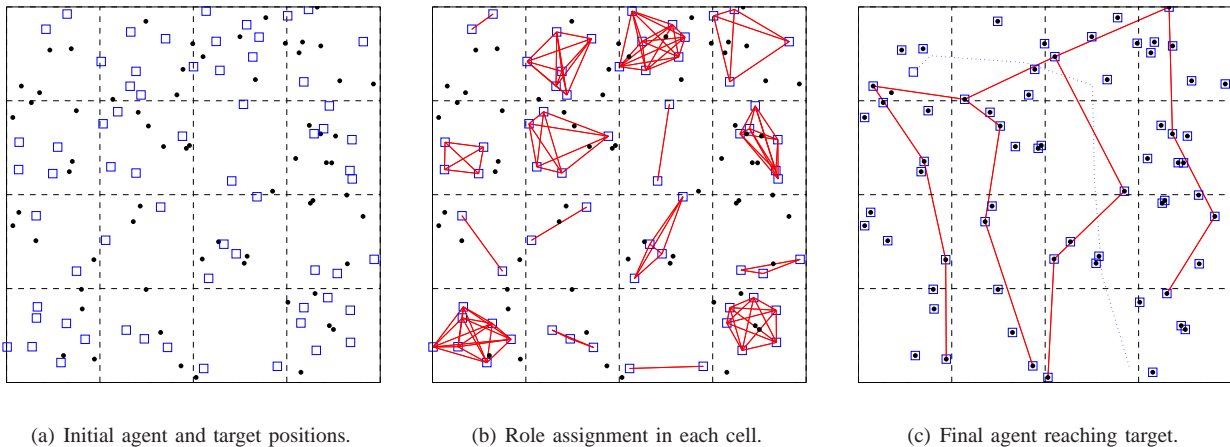 (a) Initial agent and target positions.
(b) Role assignment in each cell.
(c) Final agent reaching target.